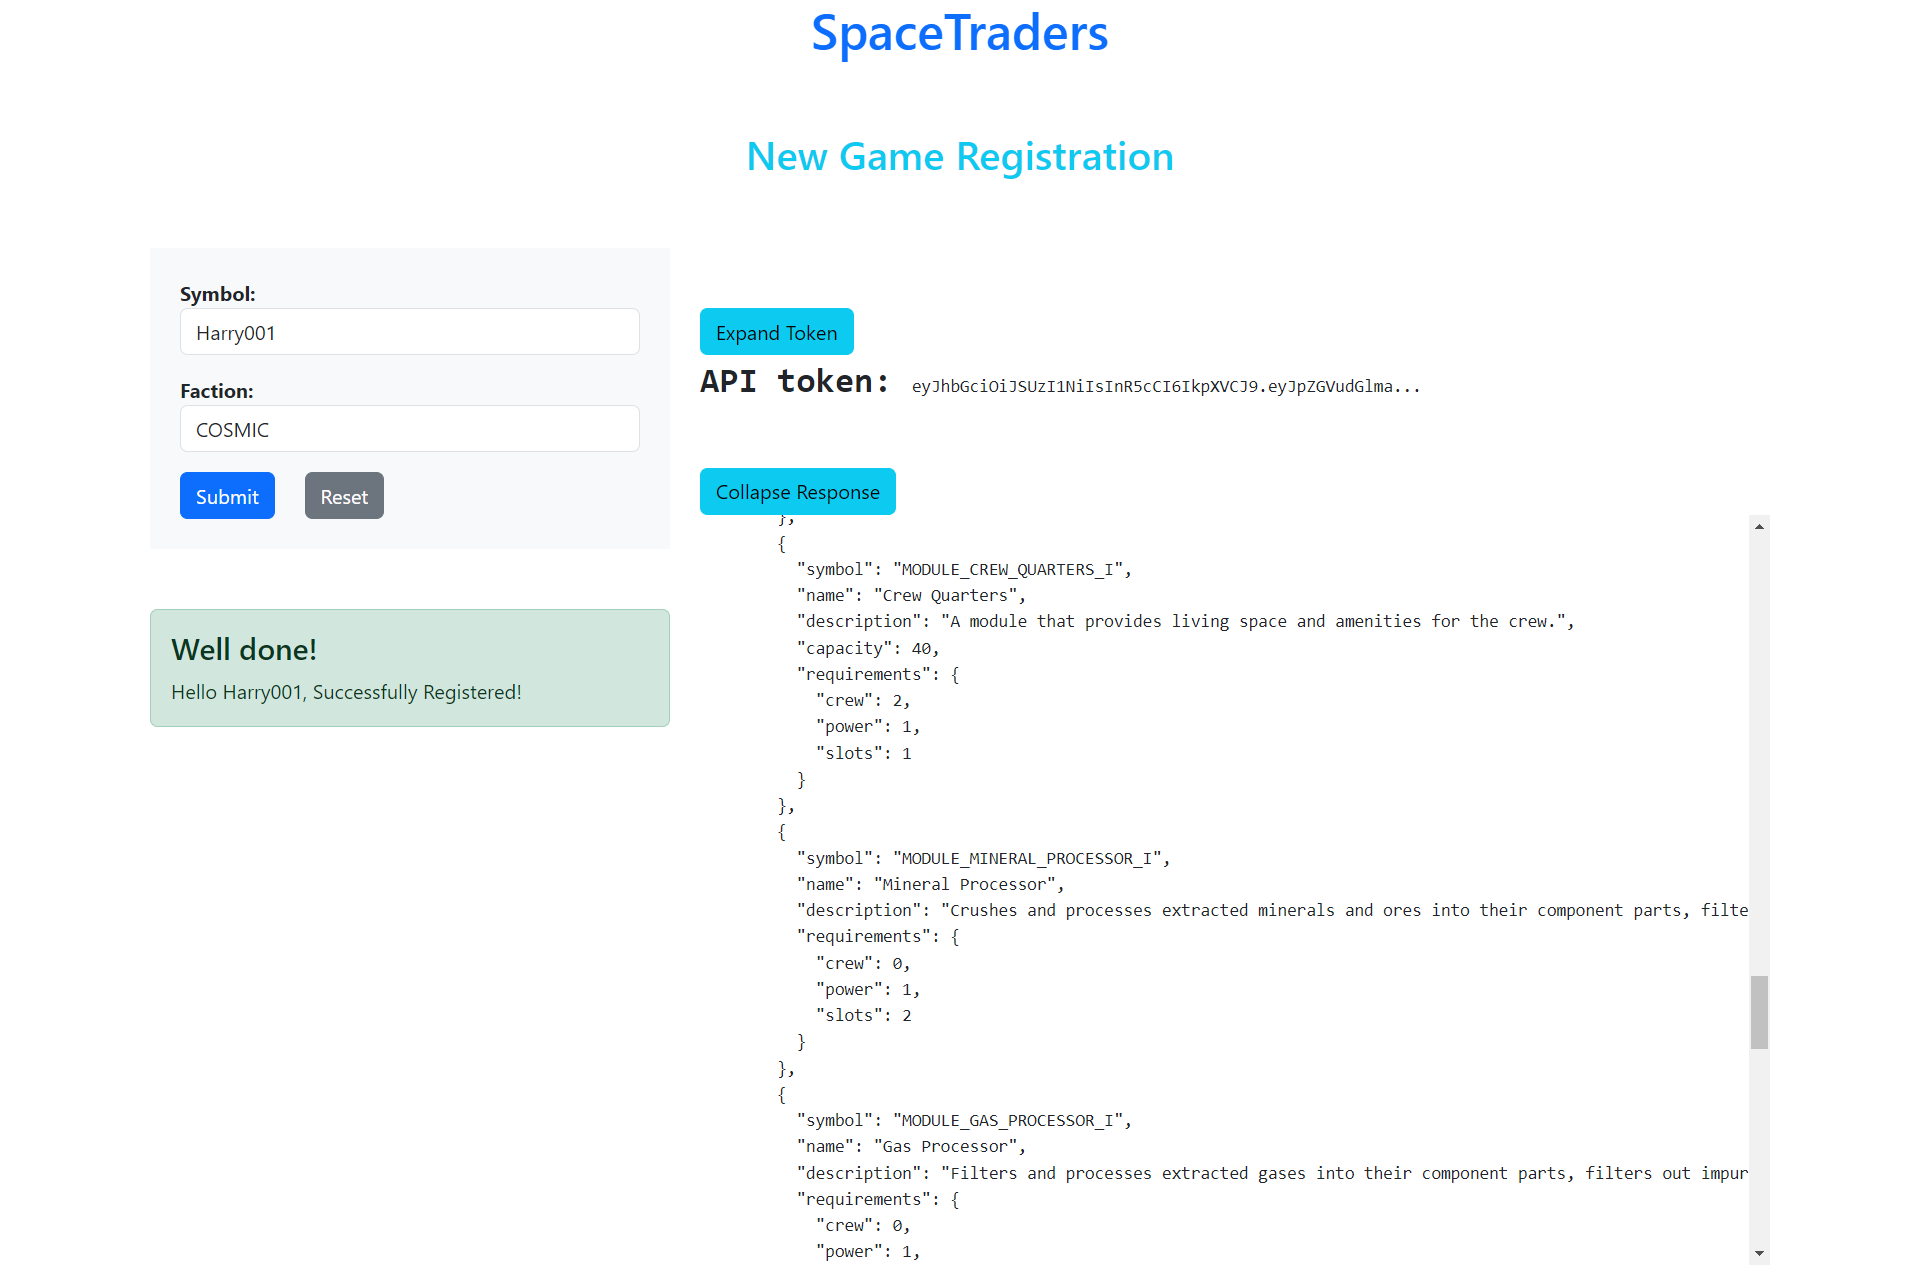 SpaceTraders
New Game Registration
Symbol:
Harry001
Faction:
COSMIC
Submit Reset
Well done!
Hello Harry001, Successfully Registered!
Expand Token
API token: eyJhbGciOiJSUzI1NiIsInR5cCI6IkpXVCJ9.eyJpZGVudGlma...
Collapse Response
},
{
"symbol": "MODULE_CREW_QUARTERS_I",
"name": "Crew Quarters",
"description": "A module that provides living space and amenities for the crew.",
"capacity": 40,
"requirements": {
"crew": 2,
"power": 1,
"slots": 1
}
},
{
"symbol": "MODULE_MINERAL_PROCESSOR_I",
"name": "Mineral Processor",
"description": "Crushes and processes extracted minerals and ores into their component parts, filte
"requirements": {
"crew": 0,
"power": 1,
"slots": 2
}
},
{
"symbol": "MODULE_GAS_PROCESSOR_I",
"name": "Gas Processor",
"description": "Filters and processes extracted gases into their component parts, filters out impur
"requirements": {
"crew": 0,
"power": 1,